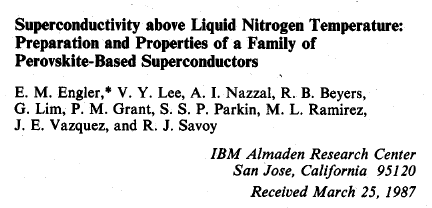 Superconductivity above Liquid Nitrogen Temperature:
Preparation and Properties of a Family of
Perovskite-Based Superconductors
E. M. Engler,* V. Y. Lee, A. I. Nazzal, R. B. Beyers,
G. Lim, P. M. Grant, S. S. P. Parkin, M. L. Ramirez,
J. E. Vazquez, and R. J. Savoy
IBM Almaden Research Center
San Jose, California 95120
Received March 25, 1987